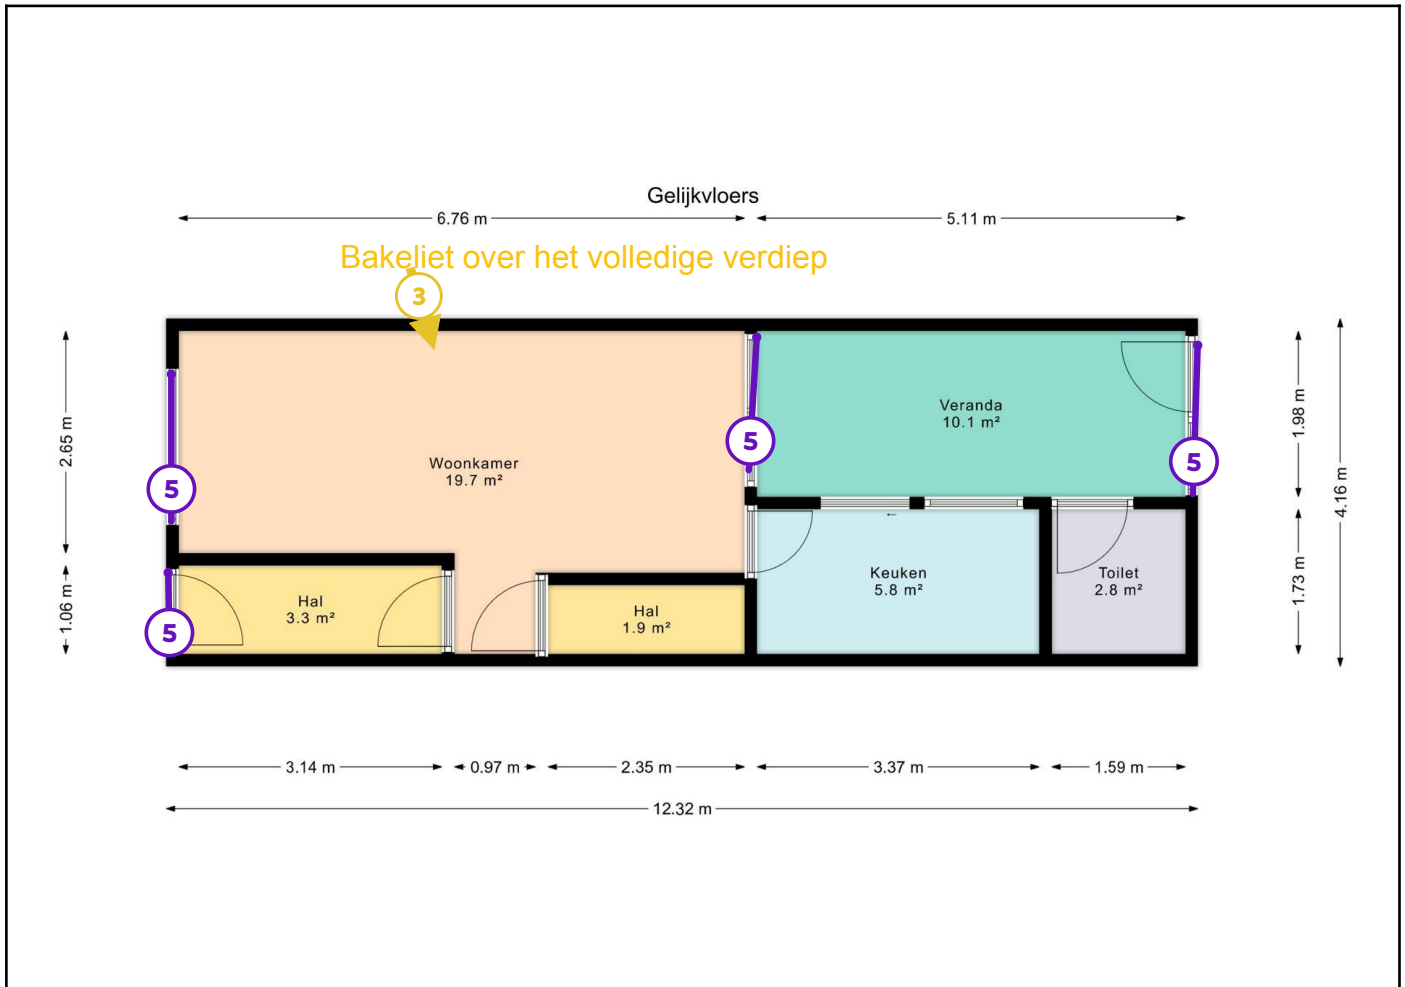 Gelijkvloers
6.76 m
5.11 m
Bakeliet over het volledige verdiep
3
2.65 m
1.98 m
4.16 m
Veranda
10.1 m²
5
5
5
Woonkamer
19.7 m²
1.06 m
1.73 m
Hal
3.3 m²
Hal
1.9 m²
Keuken
5.8 m²
Toilet
2.8 m²
5
3.14 m
0.97 m
2.35 m
3.37 m
1.59 m
12.32 m